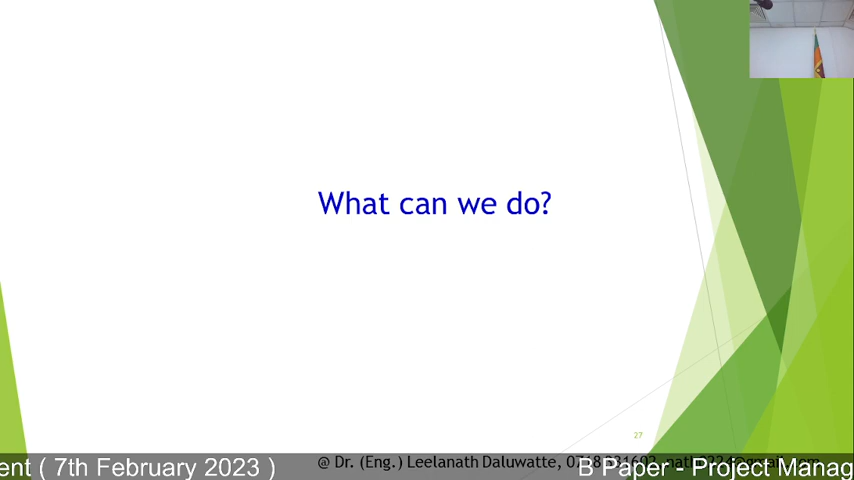 What can we do?
27
ent ( 7th February 2023 )
@ Dr. (Eng.) Leelanath Daluwatte,
B Paper - Project Manag